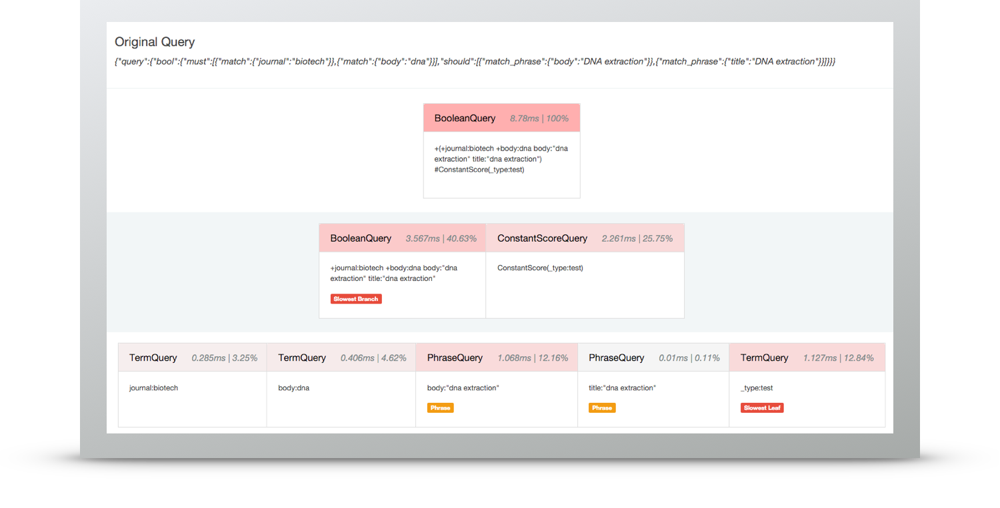 Original Query
{"query":{"bool":{"must":[{"match":{"journal":"biotech"}},{"match":{"body":"dna"}}],"should":[{"match_phrase":{"body":"DNA extraction"}},{"match_phrase":{"title":"DNA extraction"}}]}}}
BooleanQuery 8.78ms | 100%
+(+journal:biotech +body:dna body:"dna
extraction" title:"dna extraction")
#ConstantScore(_type:test)
BooleanQuery 3.567ms | 40.63%
+journal:biotech +body:dna body:"dna
extraction" title:"dna extraction"
Slowest Branch
ConstantScoreQuery 2.261ms | 25.75%
ConstantScore(_type:test)
TermQuery 0.285ms | 3.25%
journal:biotech
TermQuery 0.406ms | 4.62%
body:dna
PhraseQuery 1.068ms | 12.16%
body:"dna extraction"
Phrase
PhraseQuery 0.01ms | 0.11%
title:"dna extraction"
Phrase
TermQuery 1.127ms | 12.84%
_type:test
Slowest Leaf